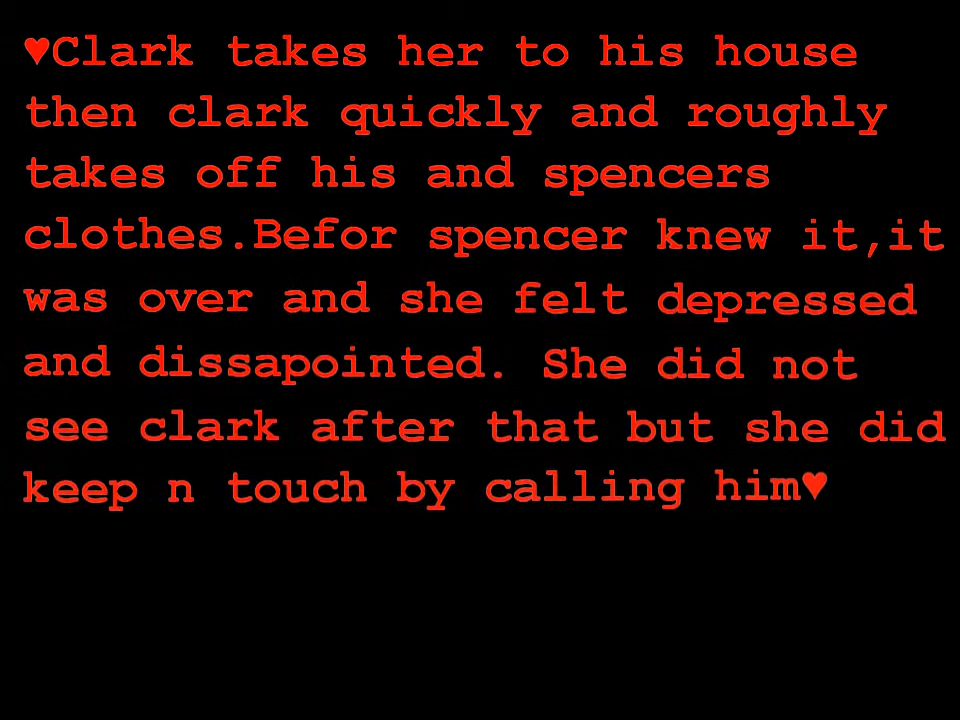 ♥Clark takes her to his house
then clark quickly and roughly
takes off his and spencers
clothes.Befor spencer knew it,it
was over and she felt depressed
and dissapointed. She did not
see clark after that but she did
keep n touch by calling him♥